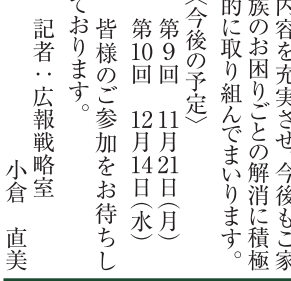 内容を充実させ、今後もご家
族のお困りごとの解消に積極
的に取り組んでまいります。
〈今後の予定〉
第9回　11月21日（月）
第10回　12月14日（水）
皆様のご参加をお待ちし
ております。
記者：広報戦略室
小倉　直美